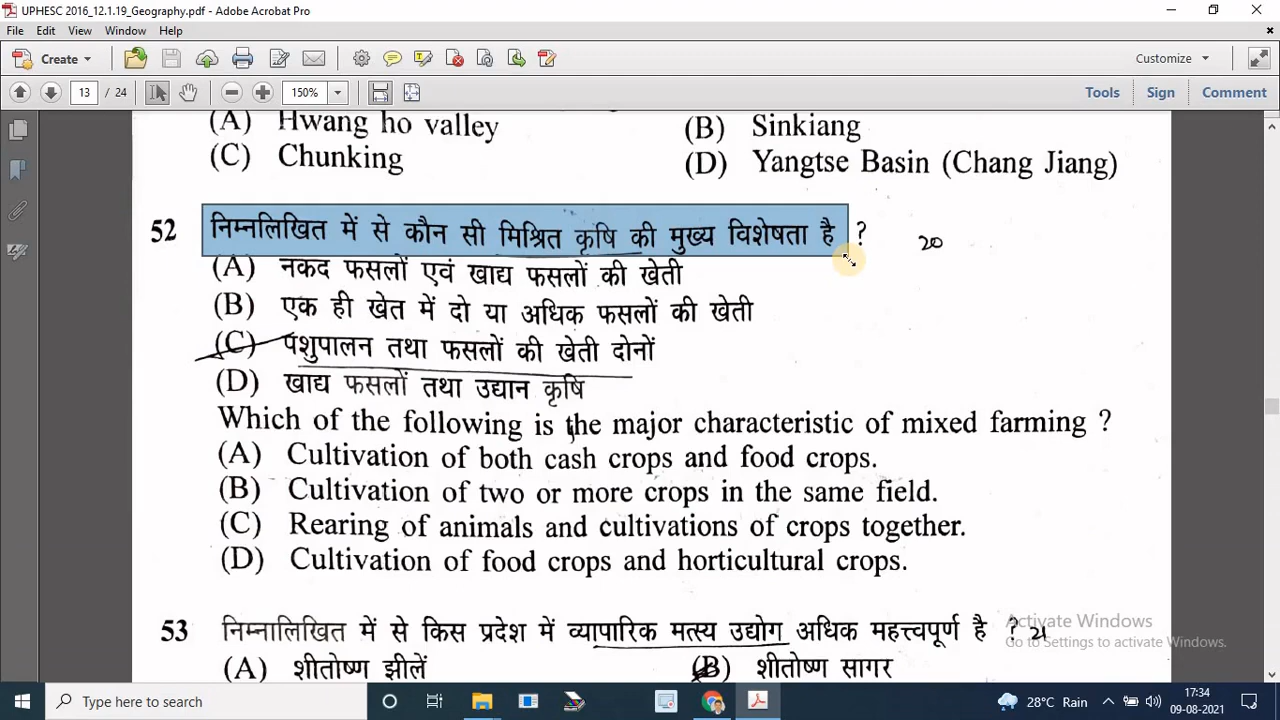 UPHESC 2016_12.1.19_Geography.pdf - Adobe Acrobat Pro
File Edit View Window Help
Create Customize
13 / 24 150% Tools Sign Comment
(A) Hwang ho valley (B) Sinkiang
(C) Chunking (D) Yangtse Basin (Chang Jiang)
52 निम्नलिखित में से कौन सी मिश्रित कृषि की मुख्य विशेषता है ? 20
(A) नकद फसलों एवं खाद्य फसलों की खेती
(B) एक ही खेत में दो या अधिक फसलों की खेती
(C) पशुपालन तथा फसलों की खेती दोनों
(D) खाद्य फसलों तथा उद्यान कृषि
Which of the following is the major characteristic of mixed farming ?
(A) Cultivation of both cash crops and food crops.
(B) Cultivation of two or more crops in the same field.
(C) Rearing of animals and cultivations of crops together.
(D) Cultivation of food crops and horticultural crops.
53 निम्नालिखित में से किस प्रदेश में व्यापारिक मत्स्य उद्योग अधिक महत्त्वपूर्ण है ? 21
(A) शीतोष्ण झीलें (B) शीतोष्ण सागर
Activate Windows
Go to Settings to activate Windows.
Type here to search 28°C Rain 17:34
09-08-2021